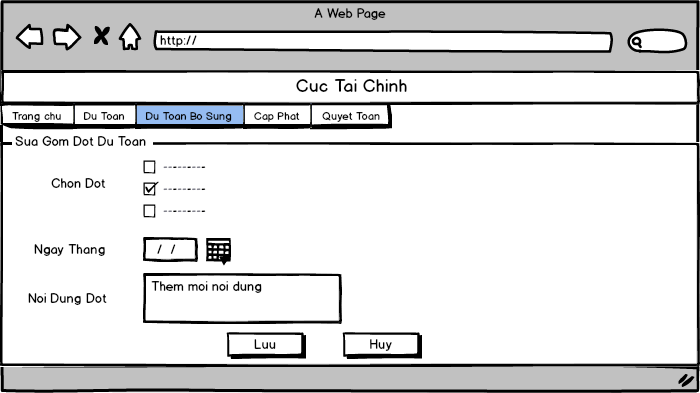 A Web Page
http://
Cuc Tai Chinh
Trang chu
Du Toan
Du Toan Bo Sung
Cap Phat
Quyet Toan
Sua Gom Dot Du Toan
Chon Dot
---------
---------
---------
Ngay Thang
/ /
Noi Dung Dot
Them moi noi dung
Luu
Huy